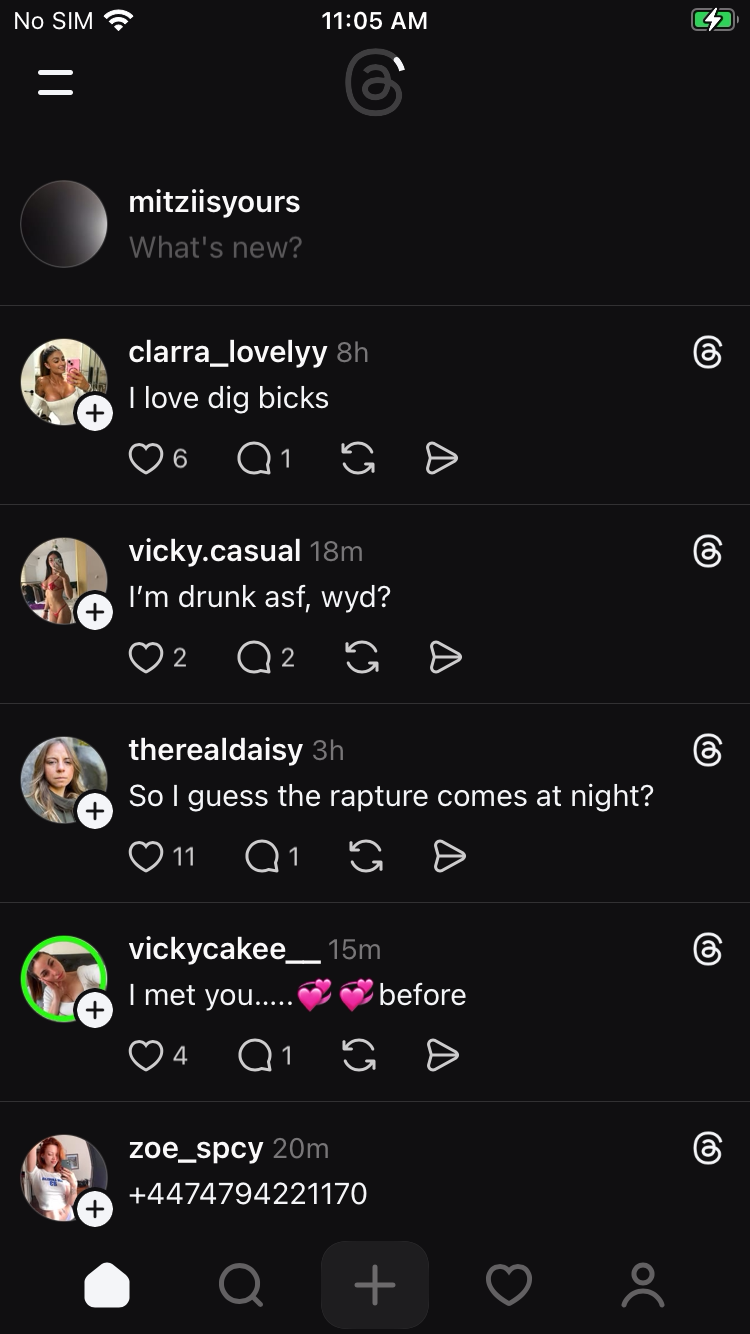 No SIM 11:05 AM
mitziisyours
What's new?
clarra_lovelyy 8h
I love dig bicks
6 1
vicky.casual 18m
I’m drunk asf, wyd?
2 2
therealdaisy 3h
So I guess the rapture comes at night?
11 1
vickycakee__ 15m
I met you.....💞 💞before
4 1
zoe_spcy 20m
+4474794221170